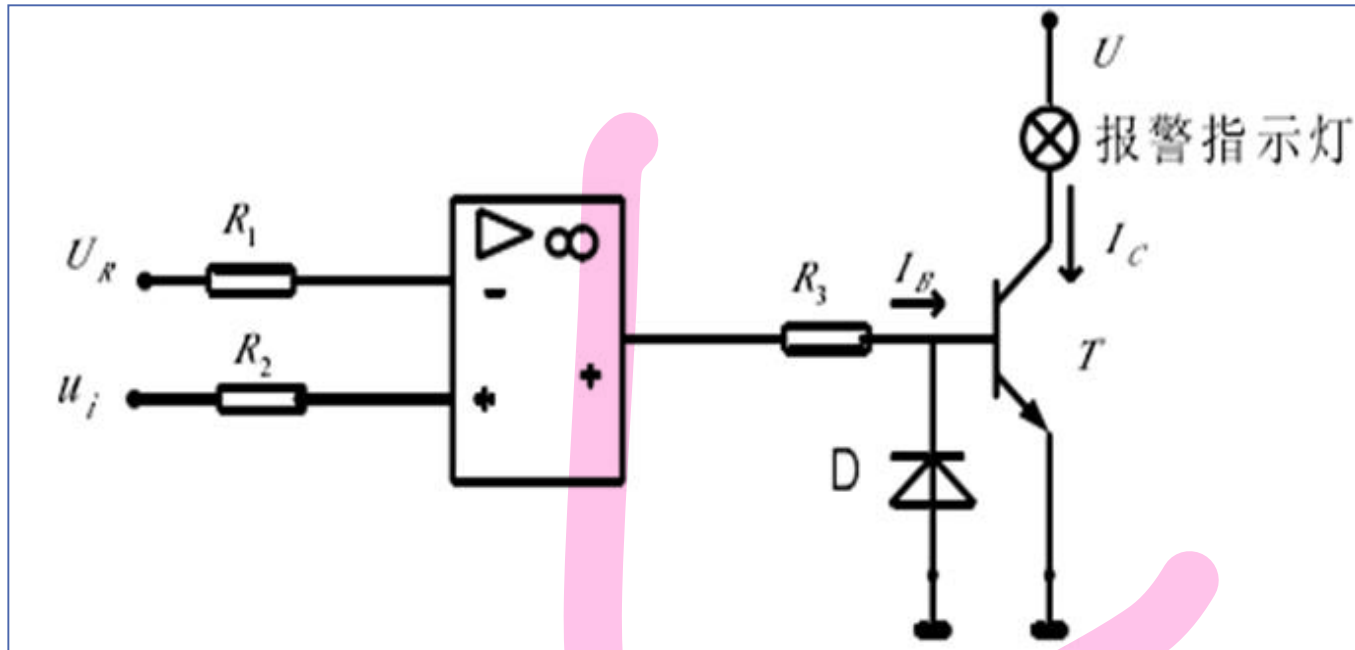 U
报警指示灯
R₁
U_R
▷ ∞
I_C
-
R₃
I_B
R₂
u_i
+
+
T
D